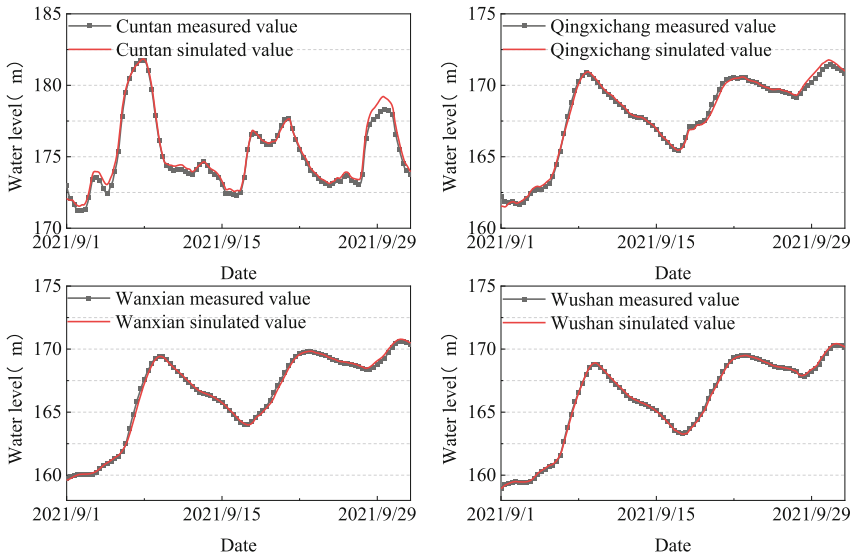 185
Cuntan measured value
Cuntan sinulated value
180
175
170
Water level( m)
2021/9/1 2021/9/15 2021/9/29
Date
175
Qingxichang measured value
Qingxichang sinulated value
170
165
160
Water level( m)
2021/9/1 2021/9/15 2021/9/29
Date
175
Wanxian measured value
Wanxian sinulated value
170
165
160
Water level( m)
2021/9/1 2021/9/15 2021/9/29
Date
175
Wushan measured value
Wushan sinulated value
170
165
160
Water level( m)
2021/9/1 2021/9/15 2021/9/29
Date